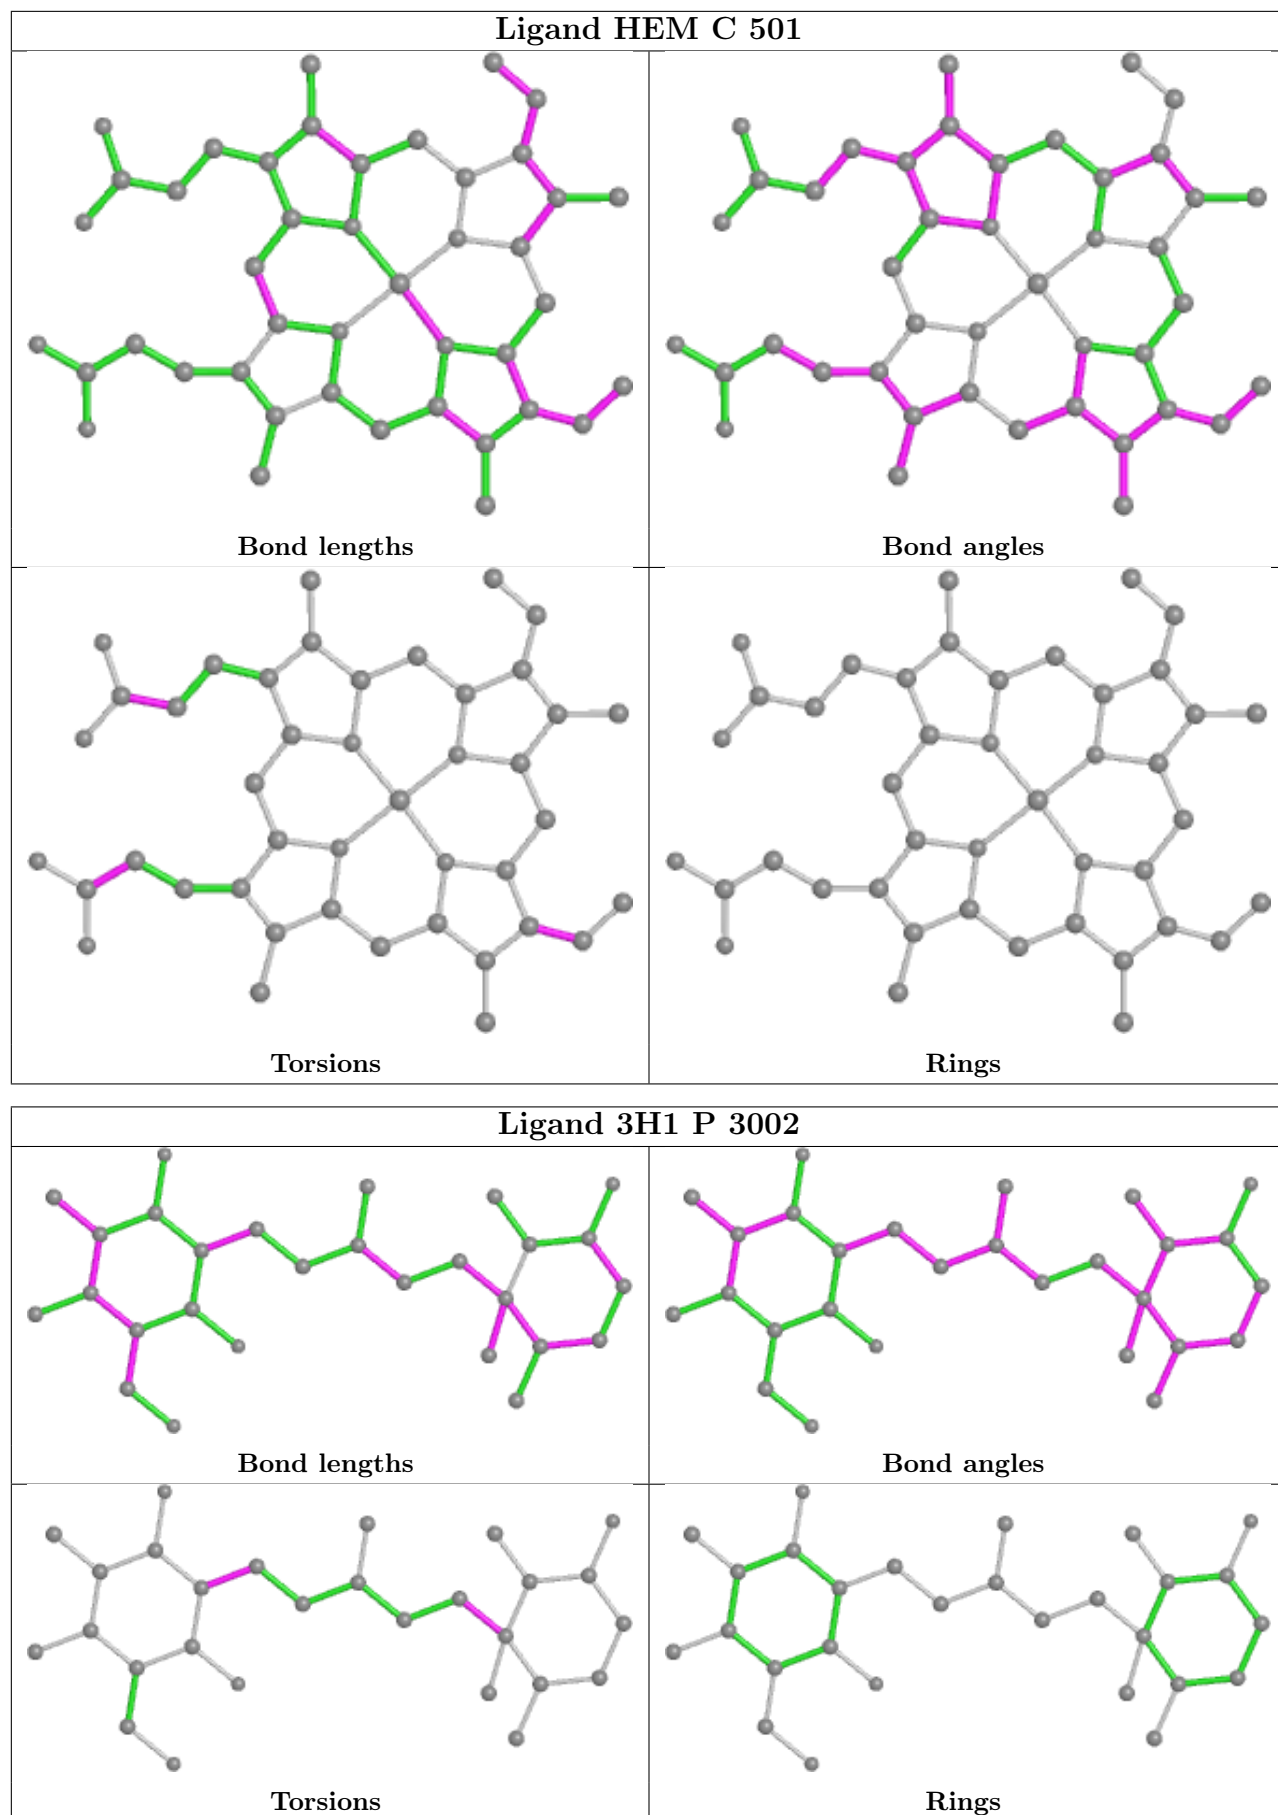 Ligand HEM C 501
Bond lengths
Bond angles
Torsions
Rings
Ligand 3H1 P 3002
Bond lengths
Bond angles
Torsions
Rings